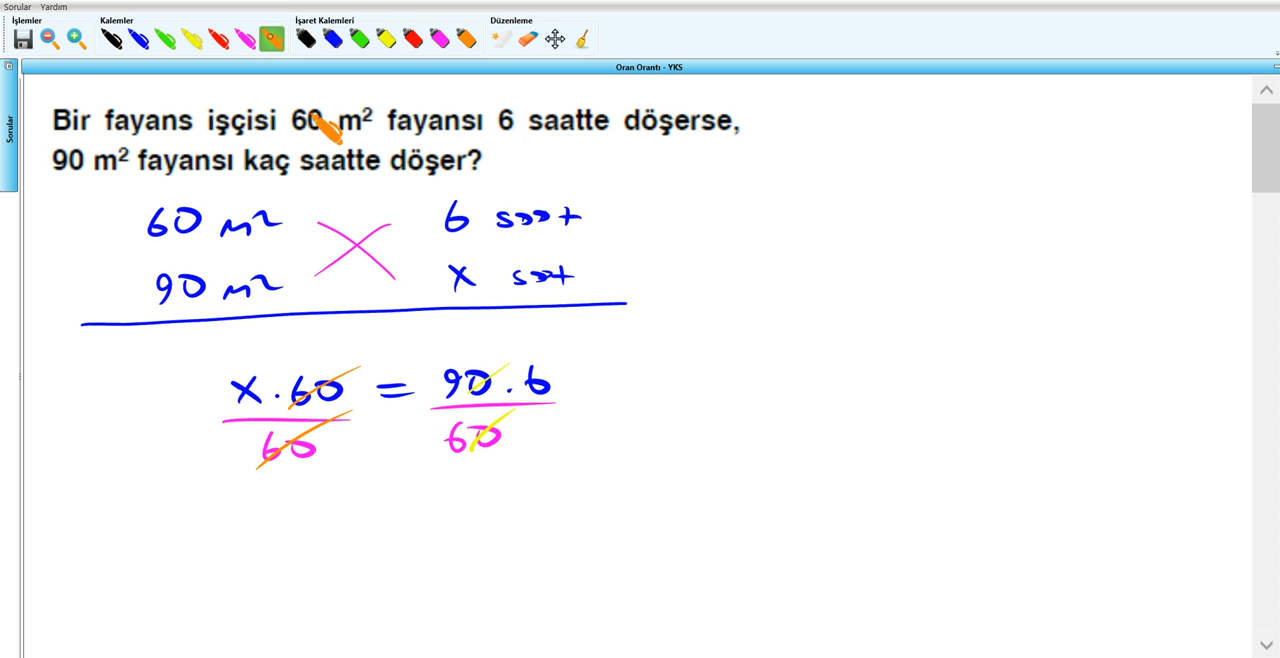 Sorular Yardım
İşlemler Kalemler İşaret Kalemleri Düzenleme
Oran Orantı - YKS
Sorular
Bir fayans işçisi 60 m² fayansı 6 saatte döşerse,
90 m² fayansı kaç saatte döşer?
60 m² 6 saat
90 m² x saat
x . 60 = 90 . 6
60 60